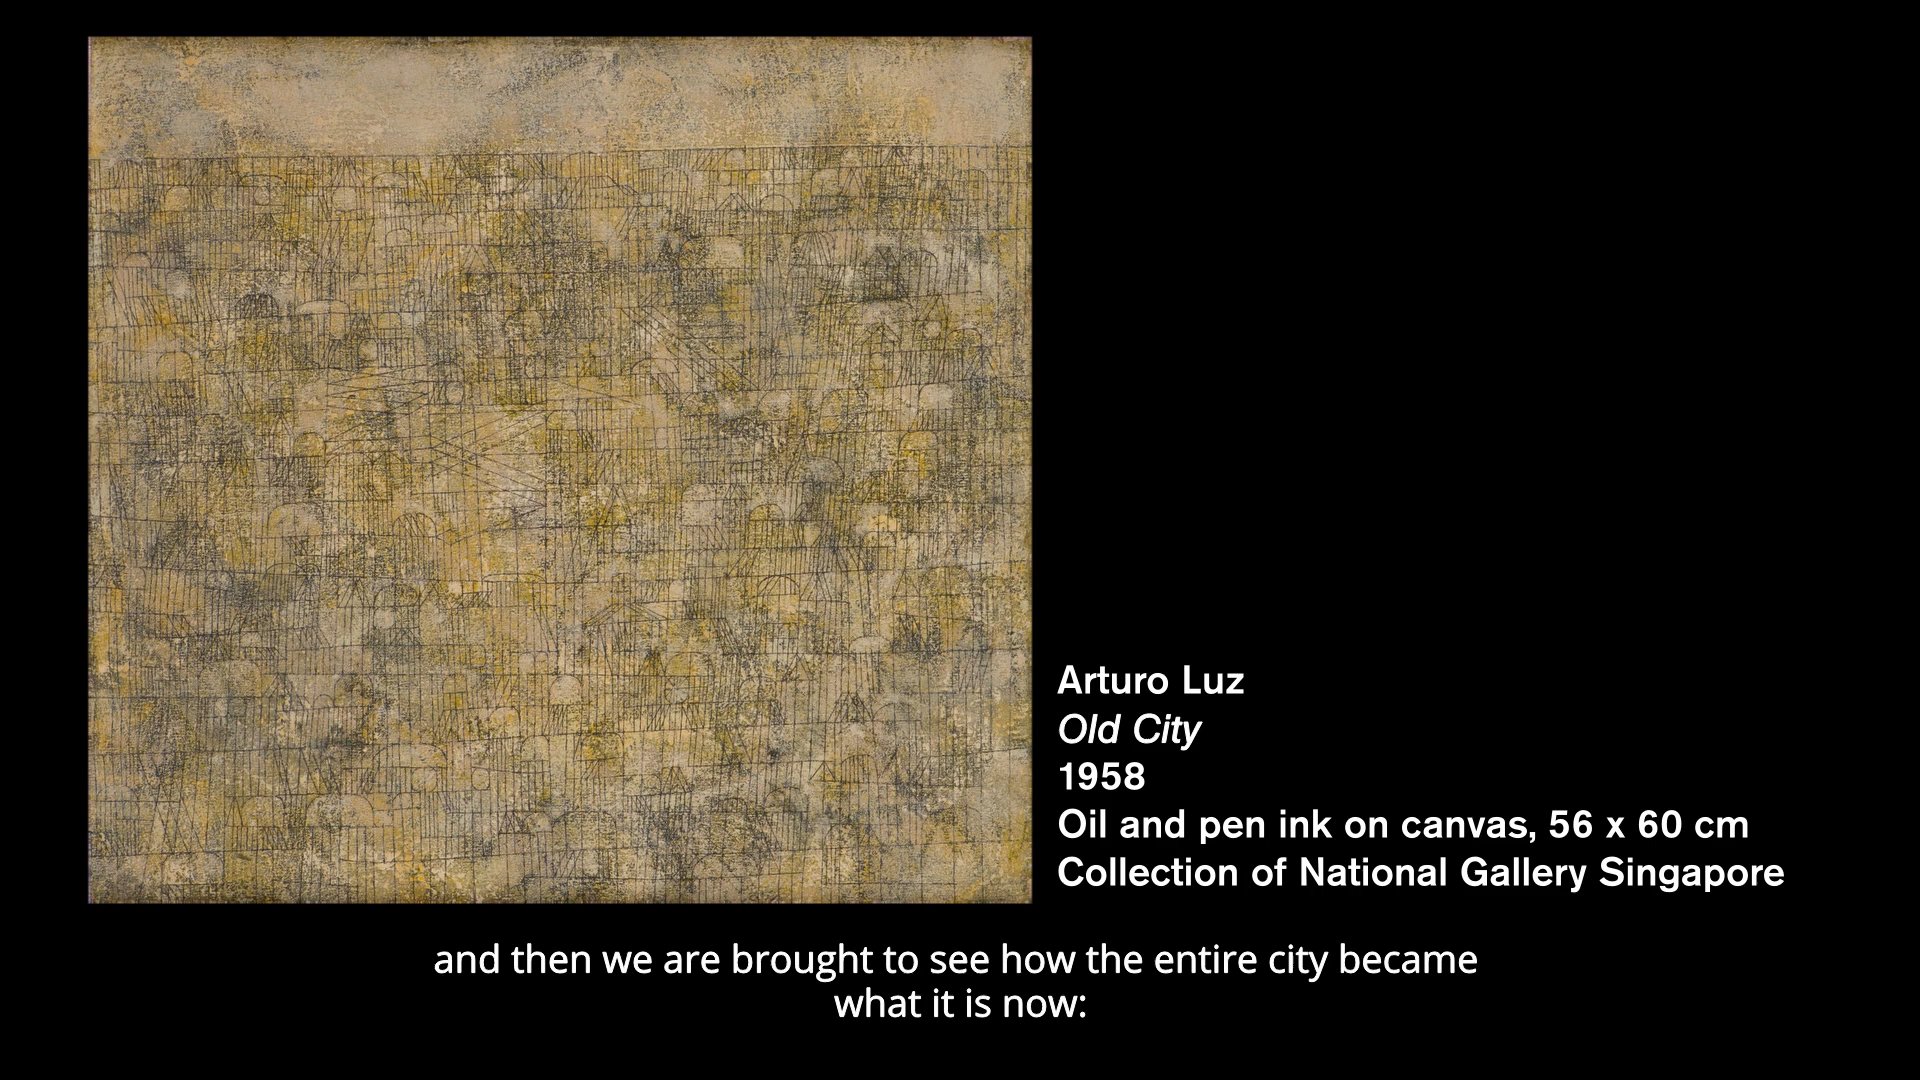 Arturo Luz
Old City
1958
Oil and pen ink on canvas, 56 x 60 cm
Collection of National Gallery Singapore
and then we are brought to see how the entire city became
what it is now: